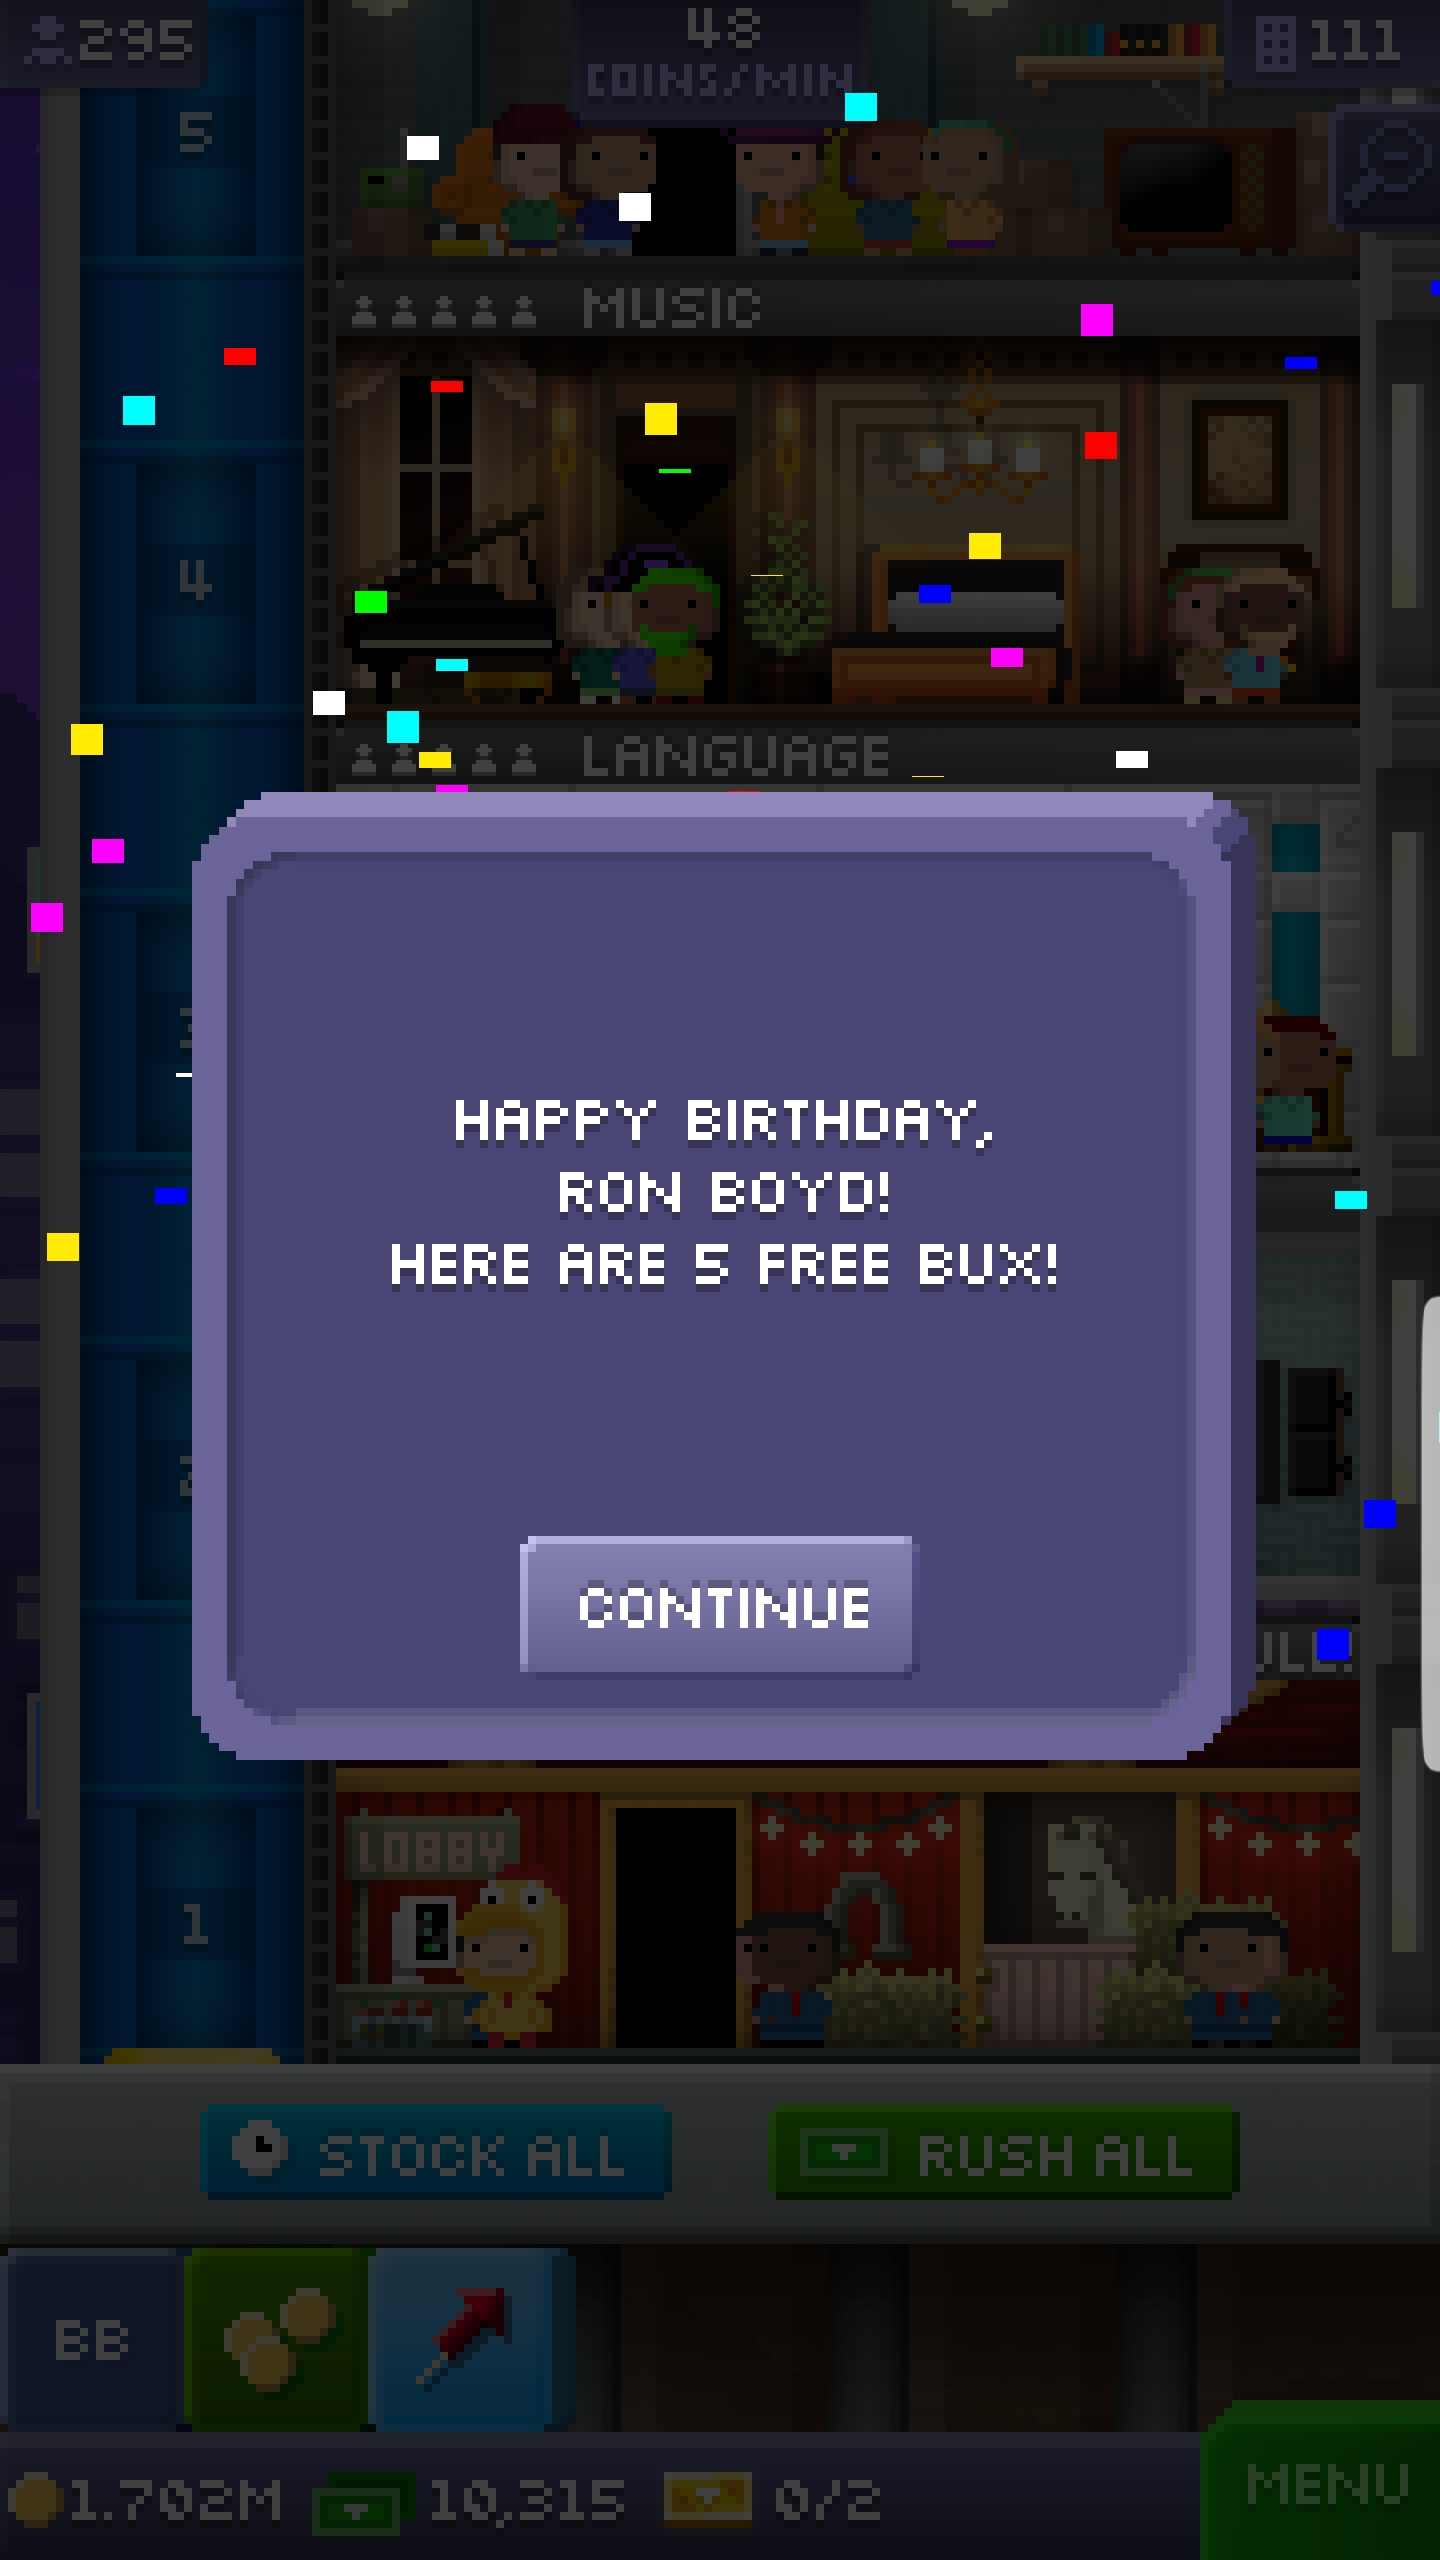 295
48
COINS/MIN
111
5
MUSIC
4
LANGUAGE
HAPPY BIRTHDAY,
RON BOYD!
HERE ARE 5 FREE BUX!
CONTINUE
LOBBY
1
STOCK ALL
RUSH ALL
BB
1.702M
10,315
0/2
MENU